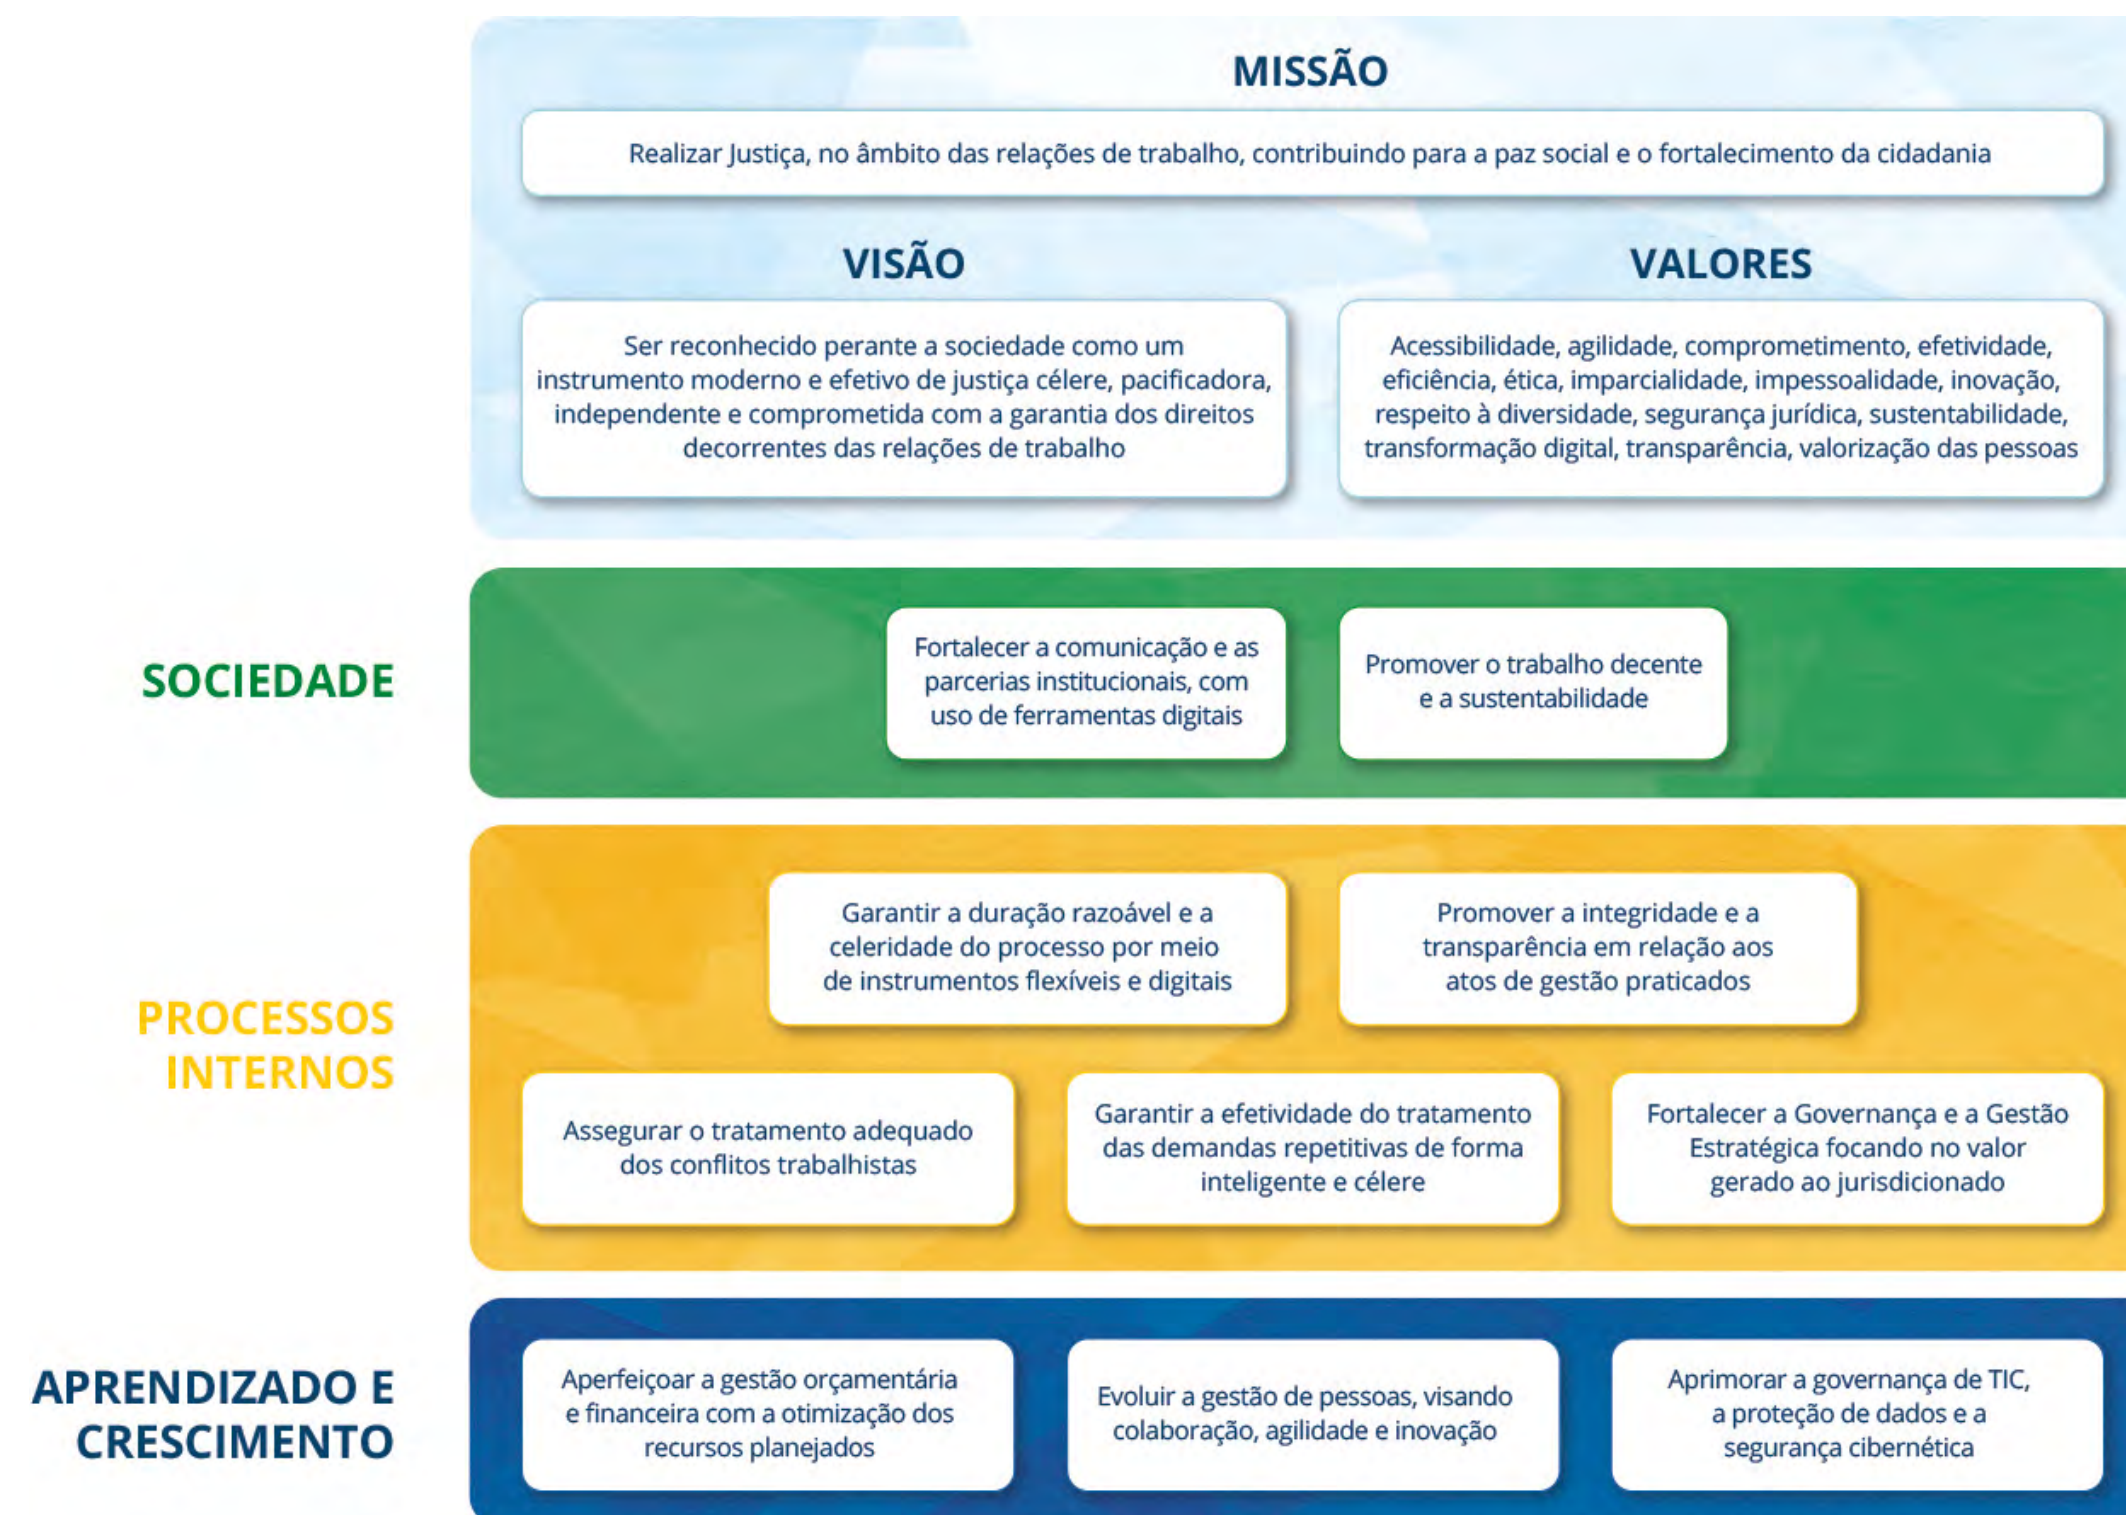 MISSÃO
Realizar Justiça, no âmbito das relações de trabalho, contribuindo para a paz social e o fortalecimento da cidadania
VISÃO
Ser reconhecido perante a sociedade como um
instrumento moderno e efetivo de justiça célere, pacificadora,
independente e comprometida com a garantia dos direitos
decorrentes das relações de trabalho
VALORES
Acessibilidade, agilidade, comprometimento, efetividade,
eficiência, ética, imparcialidade, impessoalidade, inovação,
respeito à diversidade, segurança jurídica, sustentabilidade,
transformação digital, transparência, valorização das pessoas
SOCIEDADE
Fortalecer a comunicação e as
parcerias institucionais, com
uso de ferramentas digitais
Promover o trabalho decente
e a sustentabilidade
PROCESSOS
INTERNOS
Garantir a duração razoável e a
celeridade do processo por meio
de instrumentos flexíveis e digitais
Promover a integridade e a
transparência em relação aos
atos de gestão praticados
Assegurar o tratamento adequado
dos conflitos trabalhistas
Garantir a efetividade do tratamento
das demandas repetitivas de forma
inteligente e célere
Fortalecer a Governança e a Gestão
Estratégica focando no valor
gerado ao jurisdicionado
APRENDIZADO E
CRESCIMENTO
Aperfeiçoar a gestão orçamentária
e financeira com a otimização dos
recursos planejados
Evoluir a gestão de pessoas, visando
colaboração, agilidade e inovação
Aprimorar a governança de TIC,
a proteção de dados e a
segurança cibernética